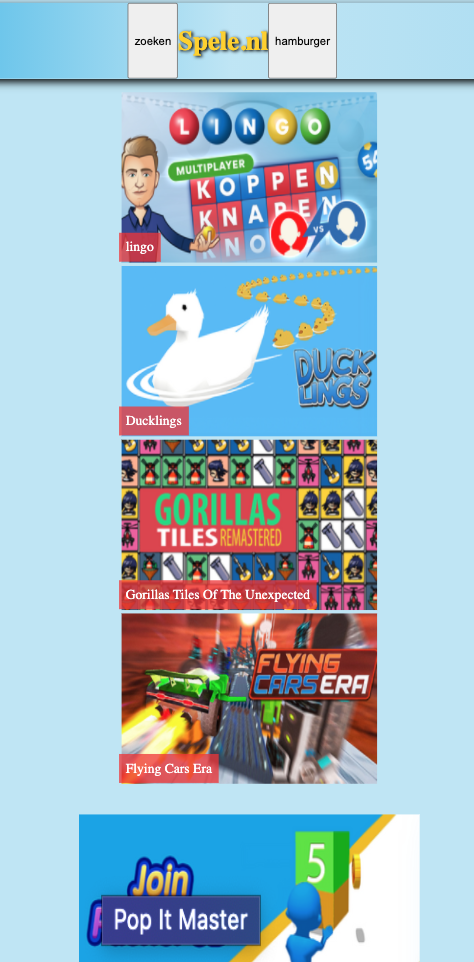 zoeken
Spele.nl
hamburger
LINGO
MULTIPLAYER
54
KOPPEN
KNAPEN
KNO
VS
lingo
DUCK
LINGS
Ducklings
GORILLAS
TILES REMASTERED
Gorillas Tiles Of The Unexpected
FLYING
CARS ERA
Flying Cars Era
5
Join
Pop It Master